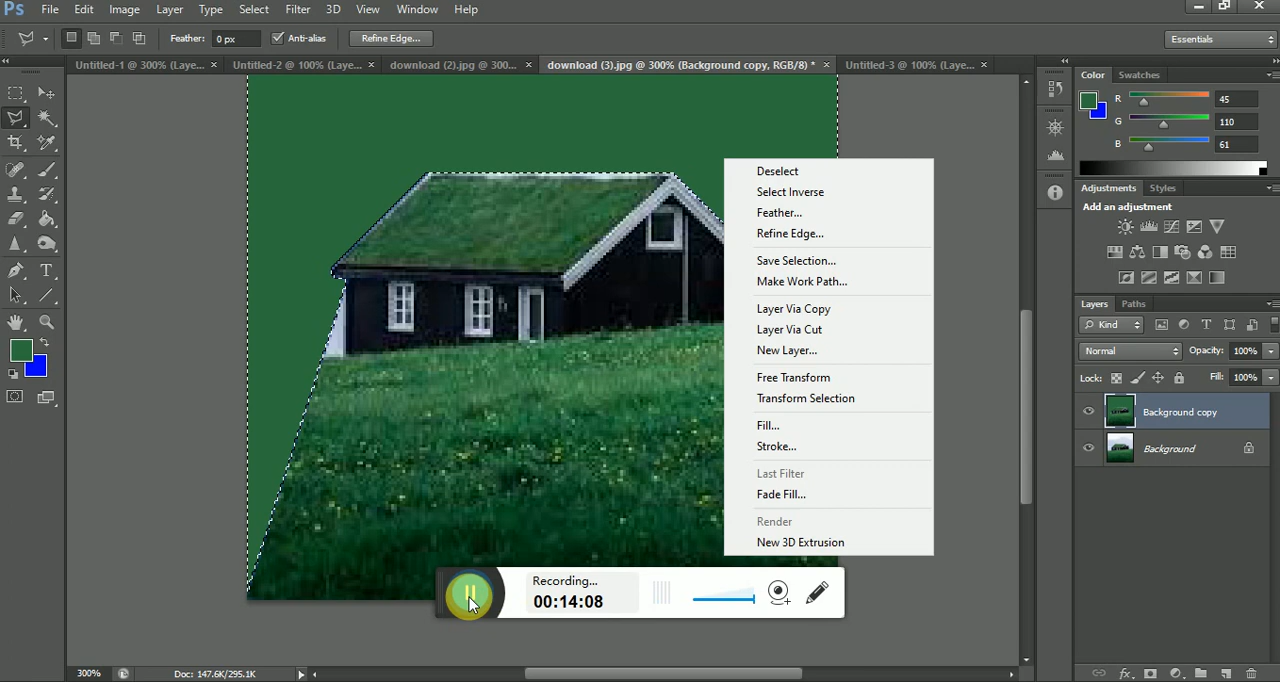 Ps File Edit Image Layer Type Select Filter 3D View Window Help
Feather: 0 px Anti-alias Refine Edge... Essentials
Untitled-1 @ 300% (Laye... × Untitled-2 @ 100% (Laye... × download (2).jpg @ 300... × download (3).jpg @ 300% (Background copy, RGB/8) * × Untitled-3 @ 100% (Laye... ×
Color Swatches
R 45
G 110
B 61
Adjustments Styles
Add an adjustment
Layers Paths
Kind
Normal Opacity: 100%
Lock: Fill: 100%
Background copy
Background
Deselect
Select Inverse
Feather...
Refine Edge...
Save Selection...
Make Work Path...
Layer Via Copy
Layer Via Cut
New Layer...
Free Transform
Transform Selection
Fill...
Stroke...
Last Filter
Fade Fill...
Render
New 3D Extrusion
Recording...
00:14:08
300% Doc: 147.6K/295.1K